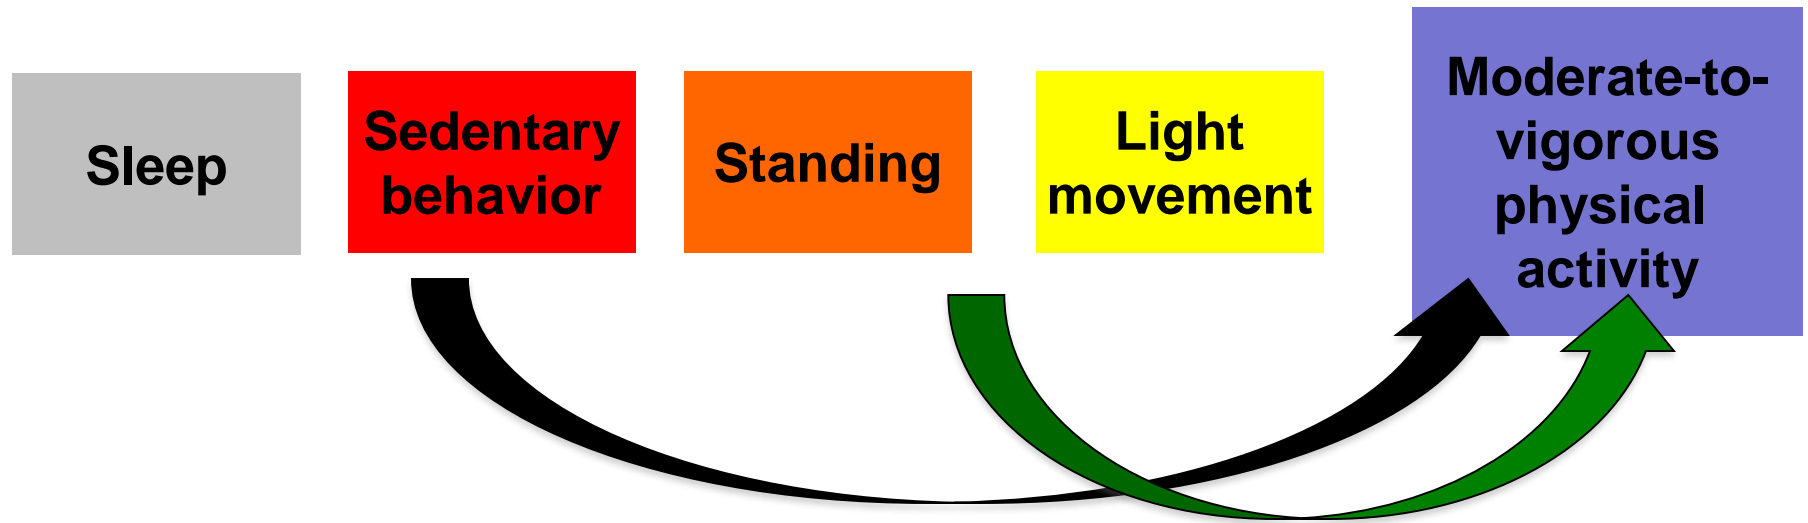 Sleep
Sedentary
behavior
Standing
Light
movement
Moderate-to-
vigorous
physical
activity